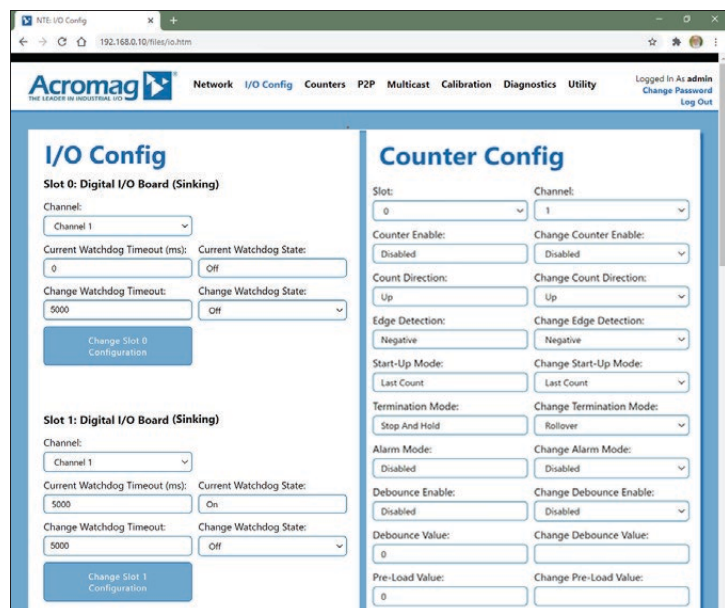 NTE: I/O Config
192.168.0.10/files/io.htm
Acromag
THE LEADER IN INDUSTRIAL I/O
Network I/O Config Counters P2P Multicast Calibration Diagnostics Utility
Logged In As admin
Change Password
Log Out
I/O Config
Slot 0: Digital I/O Board (Sinking)
Channel:
Channel 1
Current Watchdog Timeout (ms): Current Watchdog State:
0 Off
Change Watchdog Timeout: Change Watchdog State:
5000 Off
Change Slot 0
Configuration
Slot 1: Digital I/O Board (Sinking)
Channel:
Channel 1
Current Watchdog Timeout (ms): Current Watchdog State:
5000 On
Change Watchdog Timeout: Change Watchdog State:
5000 Off
Change Slot 1
Configuration
Counter Config
Slot: Channel:
0 1
Counter Enable: Change Counter Enable:
Disabled Disabled
Count Direction: Change Count Direction:
Up Up
Edge Detection: Change Edge Detection:
Negative Negative
Start-Up Mode: Change Start-Up Mode:
Last Count Last Count
Termination Mode: Change Termination Mode:
Stop And Hold Rollover
Alarm Mode: Change Alarm Mode:
Disabled Disabled
Debounce Enable: Change Debounce Enable:
Disabled Disabled
Debounce Value: Change Debounce Value:
0
Pre-Load Value: Change Pre-Load Value:
0